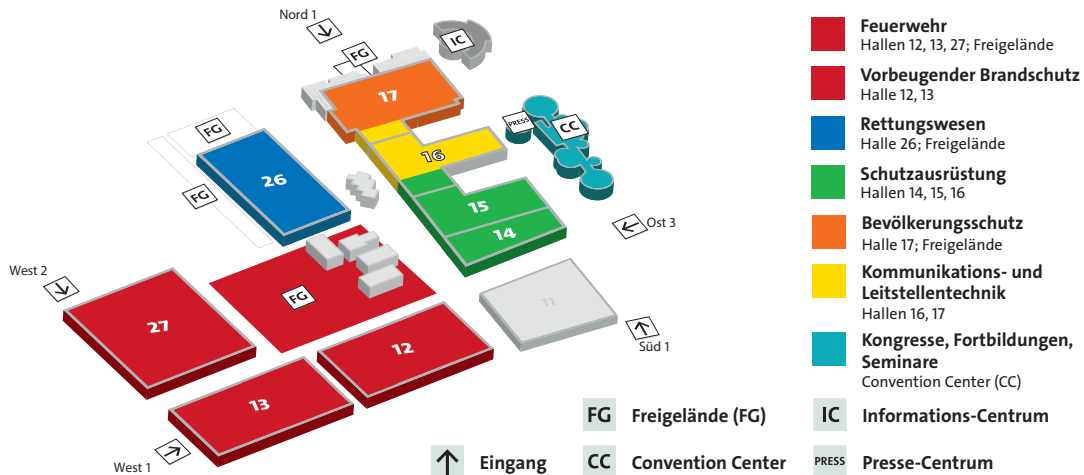 Nord 1
IC
FG
17
PRESS
CC
FG
16
26
FG
15
14
Ost 3
West 2
FG
11
27
12
Süd 1
13
West 1
Feuerwehr
Hallen 12, 13, 27; Freigelände
Vorbeugender Brandschutz
Halle 12, 13
Rettungswesen
Halle 26; Freigelände
Schutzausrüstung
Hallen 14, 15, 16
Bevölkerungsschutz
Halle 17; Freigelände
Kommunikations- und
Leitstellentechnik
Hallen 16, 17
Kongresse, Fortbildungen,
Seminare
Convention Center (CC)
FG Freigelände (FG)
IC Informations-Centrum
Eingang
CC Convention Center
PRESS Presse-Centrum